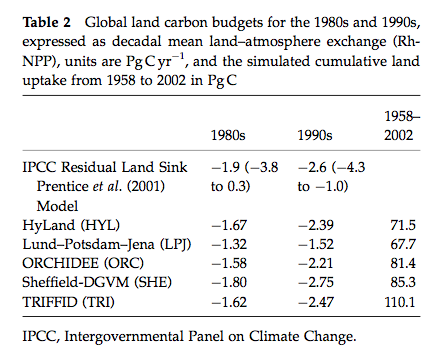 Table 2 Global land carbon budgets for the 1980s and 1990s,
expressed as decadal mean land–atmosphere exchange (Rh-
NPP), units are Pg C yr⁻¹, and the simulated cumulative land
uptake from 1958 to 2002 in Pg C
1958–
1980s 1990s 2002
IPCC Residual Land Sink −1.9 (−3.8 −2.6 (−4.3
Prentice et al. (2001) to 0.3) to −1.0)
Model
HyLand (HYL) −1.67 −2.39 71.5
Lund–Potsdam–Jena (LPJ) −1.32 −1.52 67.7
ORCHIDEE (ORC) −1.58 −2.21 81.4
Sheffield-DGVM (SHE) −1.80 −2.75 85.3
TRIFFID (TRI) −1.62 −2.47 110.1
IPCC, Intergovernmental Panel on Climate Change.